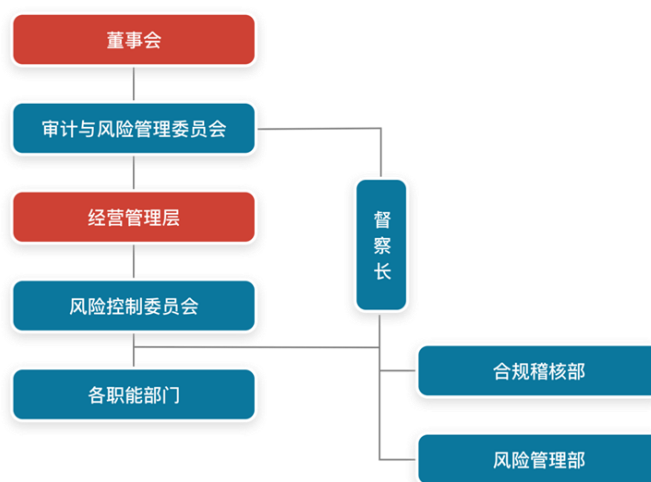 董事会
审计与风险管理委员会
经营管理层
督察长
风险控制委员会
各职能部门
合规稽核部
风险管理部